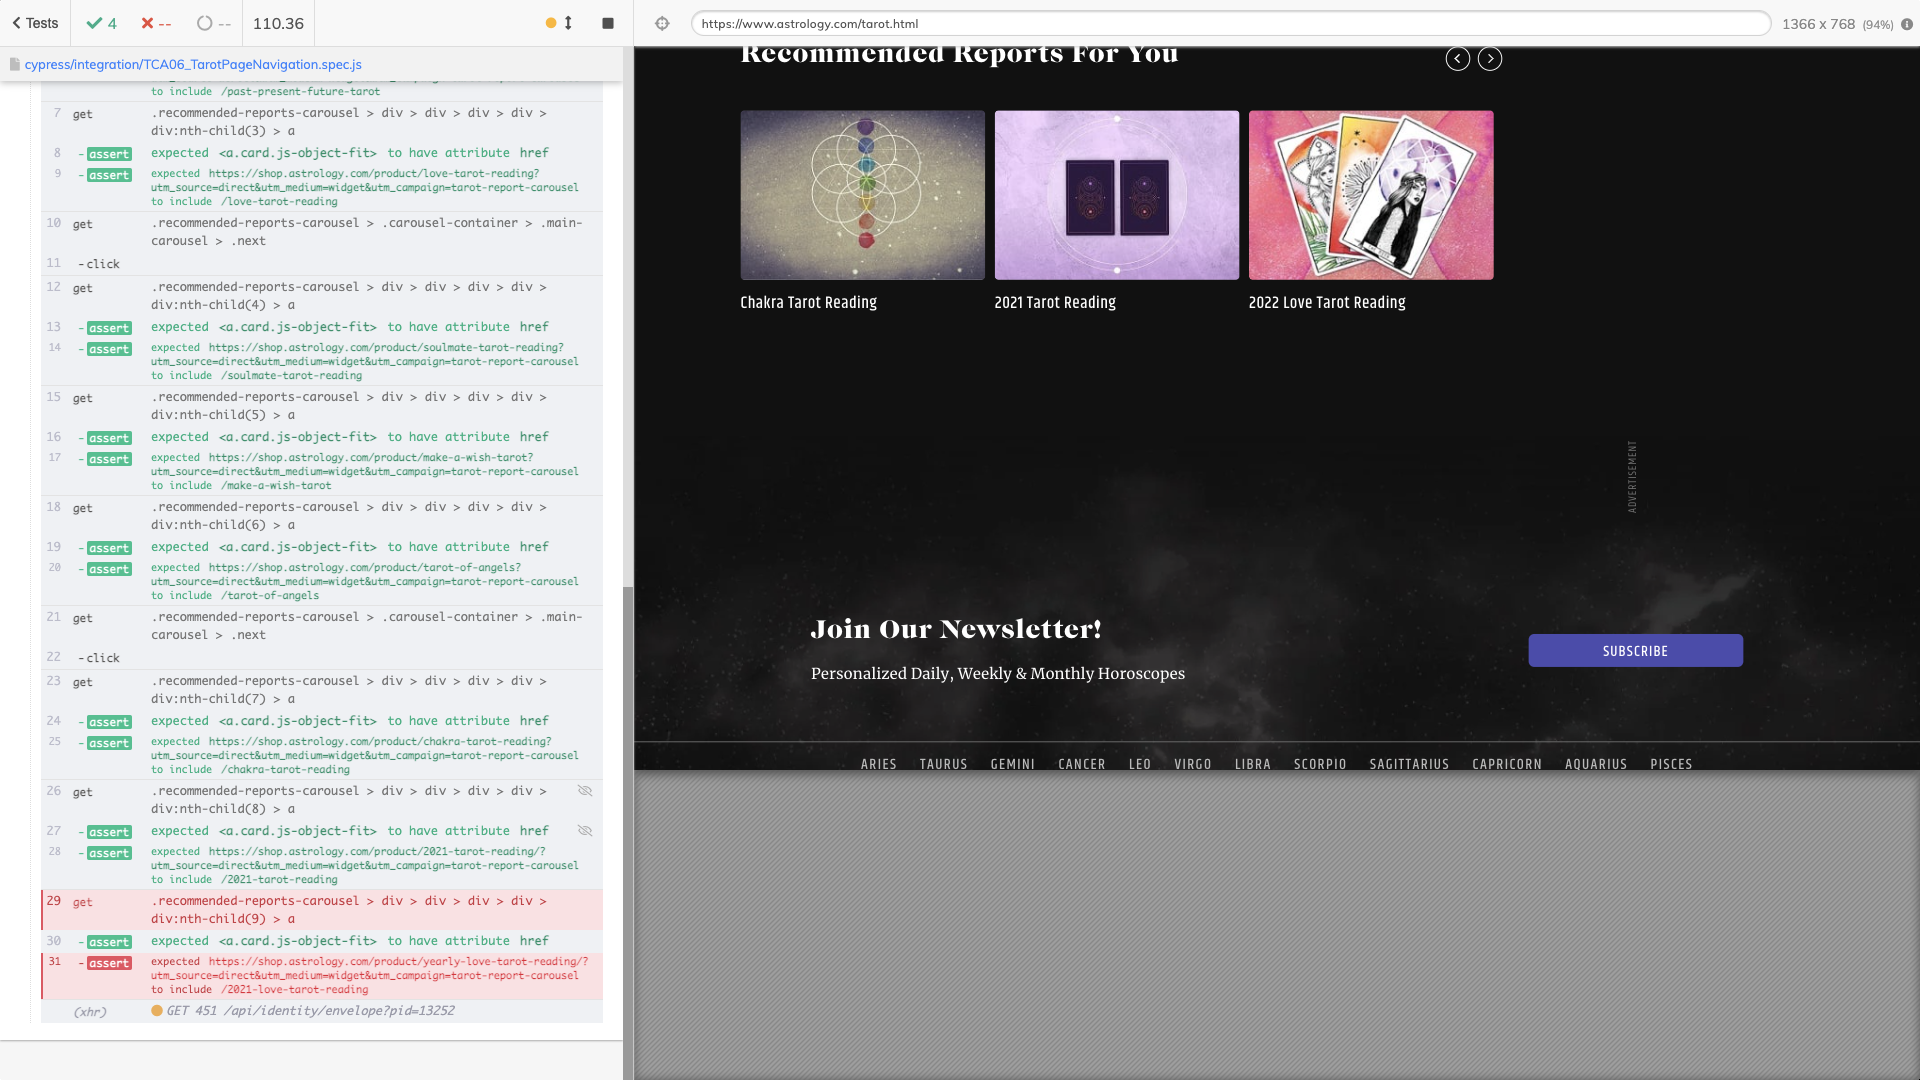 Tests
4
--
--
110.36
https://www.astrology.com/tarot.html
1366 x 768 (94%)
cypress/integration/TCA06_TarotPageNavigation.spec.js
to include /past-present-future-tarot
7 get .recommended-reports-carousel > div > div > div > div >
div:nth-child(3) > a
8 -assert expected <a.card.js-object-fit> to have attribute href
9 -assert expected https://shop.astrology.com/product/love-tarot-reading?
utm_source=direct&utm_medium=widget&utm_campaign=tarot-report-carousel
to include /love-tarot-reading
10 get .recommended-reports-carousel > .carousel-container > .main-
carousel > .next
11 -click
12 get .recommended-reports-carousel > div > div > div > div >
div:nth-child(4) > a
13 -assert expected <a.card.js-object-fit> to have attribute href
14 -assert expected https://shop.astrology.com/product/soulmate-tarot-reading?
utm_source=direct&utm_medium=widget&utm_campaign=tarot-report-carousel
to include /soulmate-tarot-reading
15 get .recommended-reports-carousel > div > div > div > div >
div:nth-child(5) > a
16 -assert expected <a.card.js-object-fit> to have attribute href
17 -assert expected https://shop.astrology.com/product/make-a-wish-tarot?
utm_source=direct&utm_medium=widget&utm_campaign=tarot-report-carousel
to include /make-a-wish-tarot
18 get .recommended-reports-carousel > div > div > div > div >
div:nth-child(6) > a
19 -assert expected <a.card.js-object-fit> to have attribute href
20 -assert expected https://shop.astrology.com/product/tarot-of-angels?
utm_source=direct&utm_medium=widget&utm_campaign=tarot-report-carousel
to include /tarot-of-angels
21 get .recommended-reports-carousel > .carousel-container > .main-
carousel > .next
22 -click
23 get .recommended-reports-carousel > div > div > div > div >
div:nth-child(7) > a
24 -assert expected <a.card.js-object-fit> to have attribute href
25 -assert expected https://shop.astrology.com/product/chakra-tarot-reading?
utm_source=direct&utm_medium=widget&utm_campaign=tarot-report-carousel
to include /chakra-tarot-reading
26 get .recommended-reports-carousel > div > div > div > div >
div:nth-child(8) > a
27 -assert expected <a.card.js-object-fit> to have attribute href
28 -assert expected https://shop.astrology.com/product/2021-tarot-reading/?
utm_source=direct&utm_medium=widget&utm_campaign=tarot-report-carousel
to include /2021-tarot-reading
29 get .recommended-reports-carousel > div > div > div > div >
div:nth-child(9) > a
30 -assert expected <a.card.js-object-fit> to have attribute href
31 -assert expected https://shop.astrology.com/product/yearly-love-tarot-reading/?
utm_source=direct&utm_medium=widget&utm_campaign=tarot-report-carousel
to include /2021-love-tarot-reading
(xhr) GET 451 /api/identity/envelope?pid=13252
Recommended Reports For You
Chakra Tarot Reading
2021 Tarot Reading
2022 Love Tarot Reading
ADVERTISEMENT
Join Our Newsletter!
Personalized Daily, Weekly & Monthly Horoscopes
SUBSCRIBE
ARIES TAURUS GEMINI CANCER LEO VIRGO LIBRA SCORPIO SAGITTARIUS CAPRICORN AQUARIUS PISCES